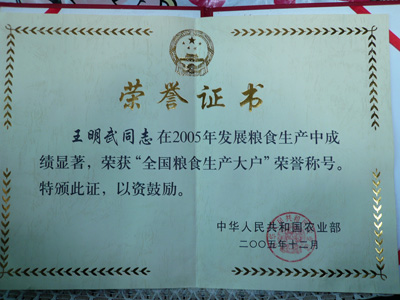 荣誉证书
王明武同志在2005年发展粮食生产中成
绩显著，荣获“全国粮食生产大户”荣誉称号。
特颁此证，以资鼓励。
中华人民共和国农业部
二〇〇五年十二月